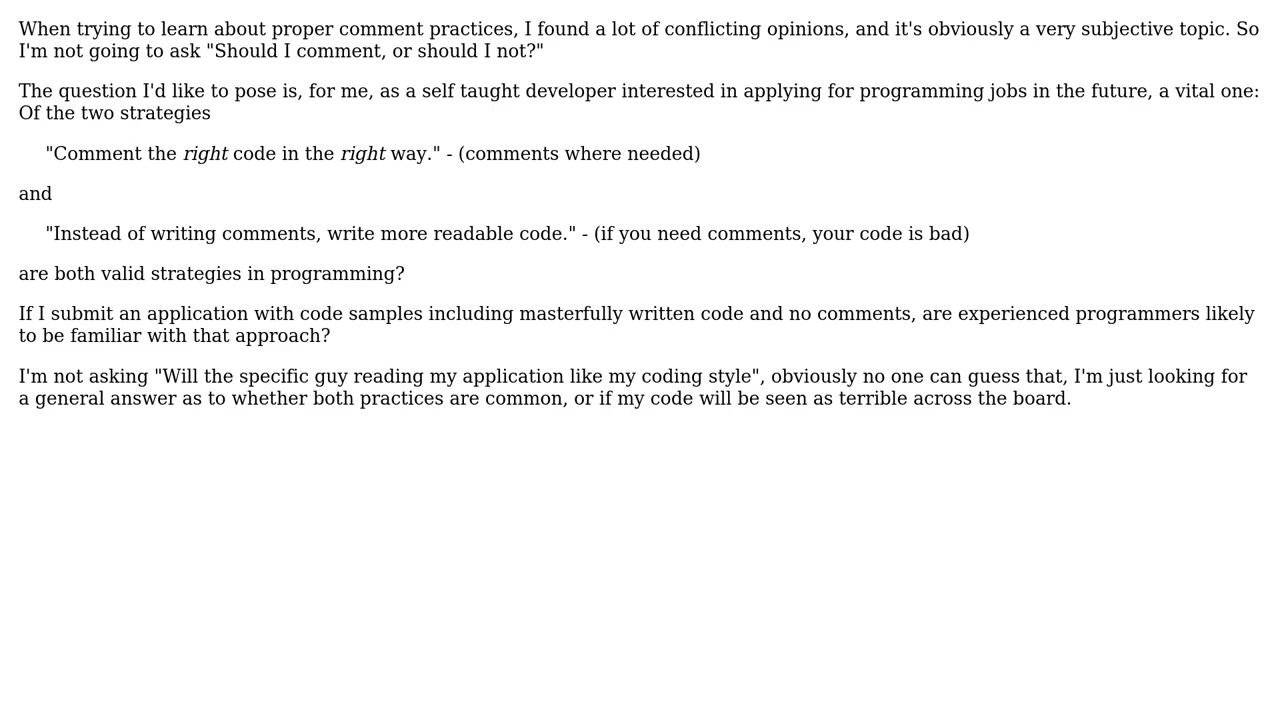 When trying to learn about proper comment practices, I found a lot of conflicting opinions, and it's obviously a very subjective topic. So
I'm not going to ask "Should I comment, or should I not?"
The question I'd like to pose is, for me, as a self taught developer interested in applying for programming jobs in the future, a vital one:
Of the two strategies
"Comment the right code in the right way." - (comments where needed)
and
"Instead of writing comments, write more readable code." - (if you need comments, your code is bad)
are both valid strategies in programming?
If I submit an application with code samples including masterfully written code and no comments, are experienced programmers likely
to be familiar with that approach?
I'm not asking "Will the specific guy reading my application like my coding style", obviously no one can guess that, I'm just looking for
a general answer as to whether both practices are common, or if my code will be seen as terrible across the board.